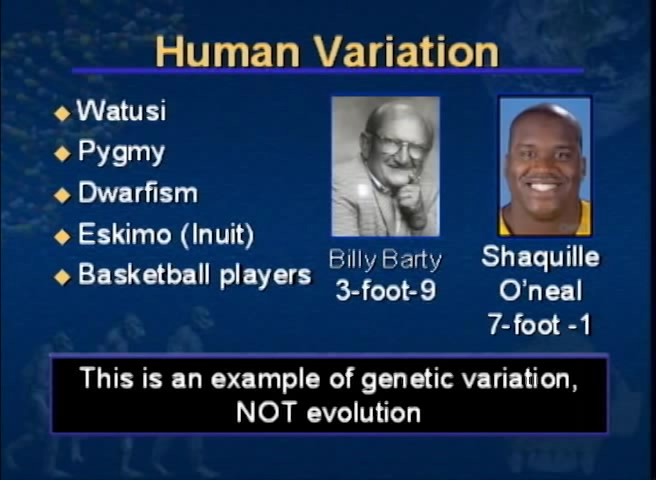 Human Variation
Watusi
Pygmy
Dwarfism
Eskimo (Inuit)
Basketball players
Billy Barty
3-foot-9
Shaquille
O'neal
7-foot -1
This is an example of genetic variation,
NOT evolution